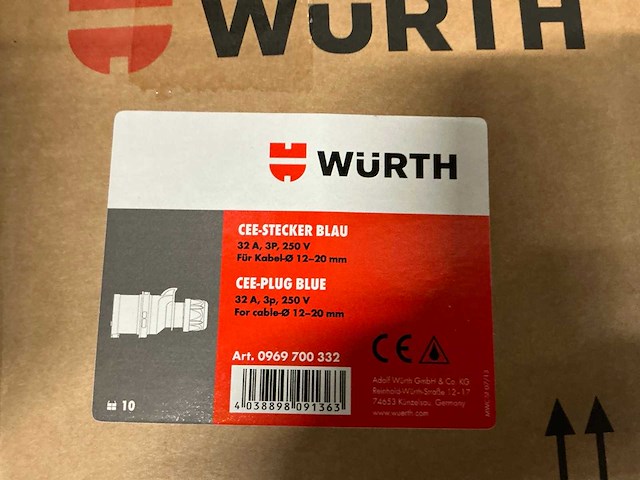 WÜRTH
WÜRTH
CEE-STECKER BLAU
32 A, 3P, 250 V
Für Kabel-Ø 12–20 mm
CEE-PLUG BLUE
32 A, 3p, 250 V
For cable-Ø 12–20 mm
Art. 0969 700 332
CE
4 038898 091363
10
Adolf Würth GmbH & Co. KG
Reinhold-Würth-Straße 12–17
74653 Künzelsau, Germany
www.wuerth.com